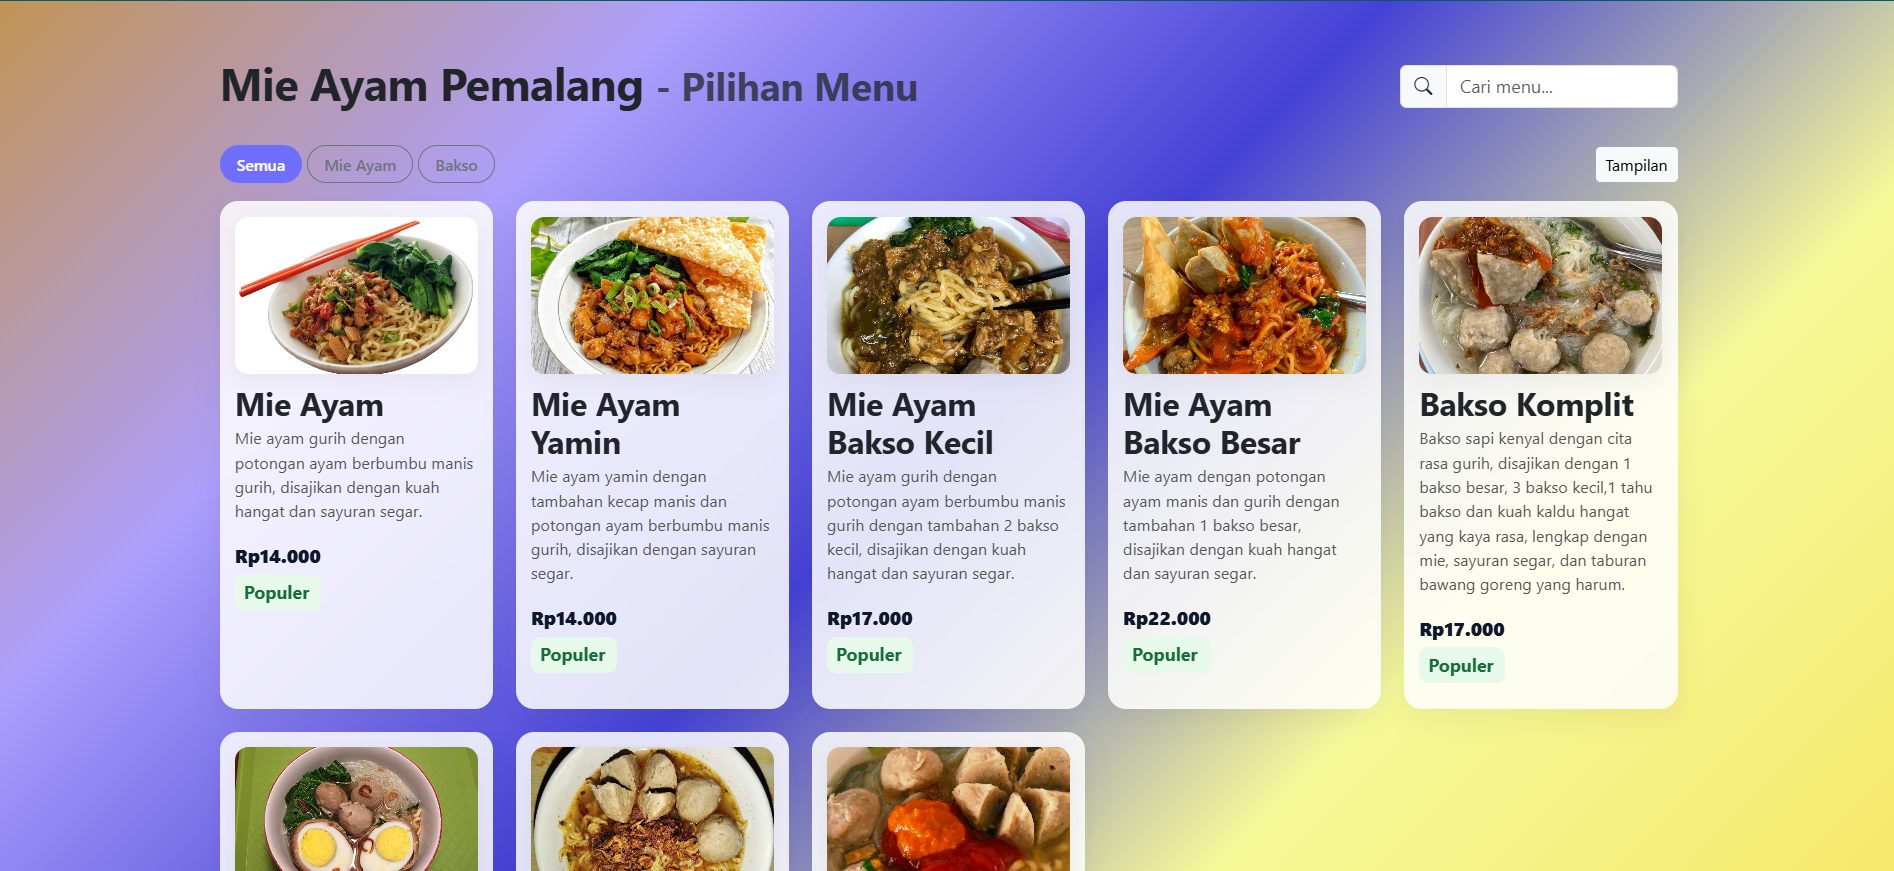 Mie Ayam Pemalang - Pilihan Menu
Cari menu...
Semua
Mie Ayam
Bakso
Tampilan
Mie Ayam
Mie ayam gurih dengan
potongan ayam berbumbu manis
gurih, disajikan dengan kuah
hangat dan sayuran segar.
Rp14.000
Populer
Mie Ayam
Yamin
Mie ayam yamin dengan
tambahan kecap manis dan
potongan ayam berbumbu manis
gurih, disajikan dengan sayuran
segar.
Rp14.000
Populer
Mie Ayam
Bakso Kecil
Mie ayam gurih dengan
potongan ayam berbumbu manis
gurih dengan tambahan 2 bakso
kecil, disajikan dengan kuah
hangat dan sayuran segar.
Rp17.000
Populer
Mie Ayam
Bakso Besar
Mie ayam dengan potongan
ayam manis dan gurih dengan
tambahan 1 bakso besar,
disajikan dengan kuah hangat
dan sayuran segar.
Rp22.000
Populer
Bakso Komplit
Bakso sapi kenyal dengan cita
rasa gurih, disajikan dengan 1
bakso besar, 3 bakso kecil,1 tahu
bakso dan kuah kaldu hangat
yang kaya rasa, lengkap dengan
mie, sayuran segar, dan taburan
bawang goreng yang harum.
Rp17.000
Populer